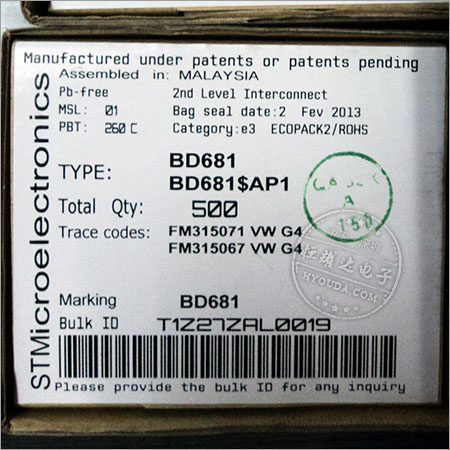 Manufactured under patents or patents pending
Assembled in: MALAYSIA
Pb-free 2nd Level Interconnect
MSL: 01 Bag seal date: 2 Fev 2013
PBT: 260 C Category: e3 ECOPACK2/ROHS
STMicroelectronics
TYPE: BD681
BD681$AP1
Total Qty: 500
Trace codes: FM315071 VW G4
FM315067 VW G4
Marking BD681
Bulk ID T1Z27ZAL0019
Please provide the bulk ID for any inquiry
HYOUDA.COM